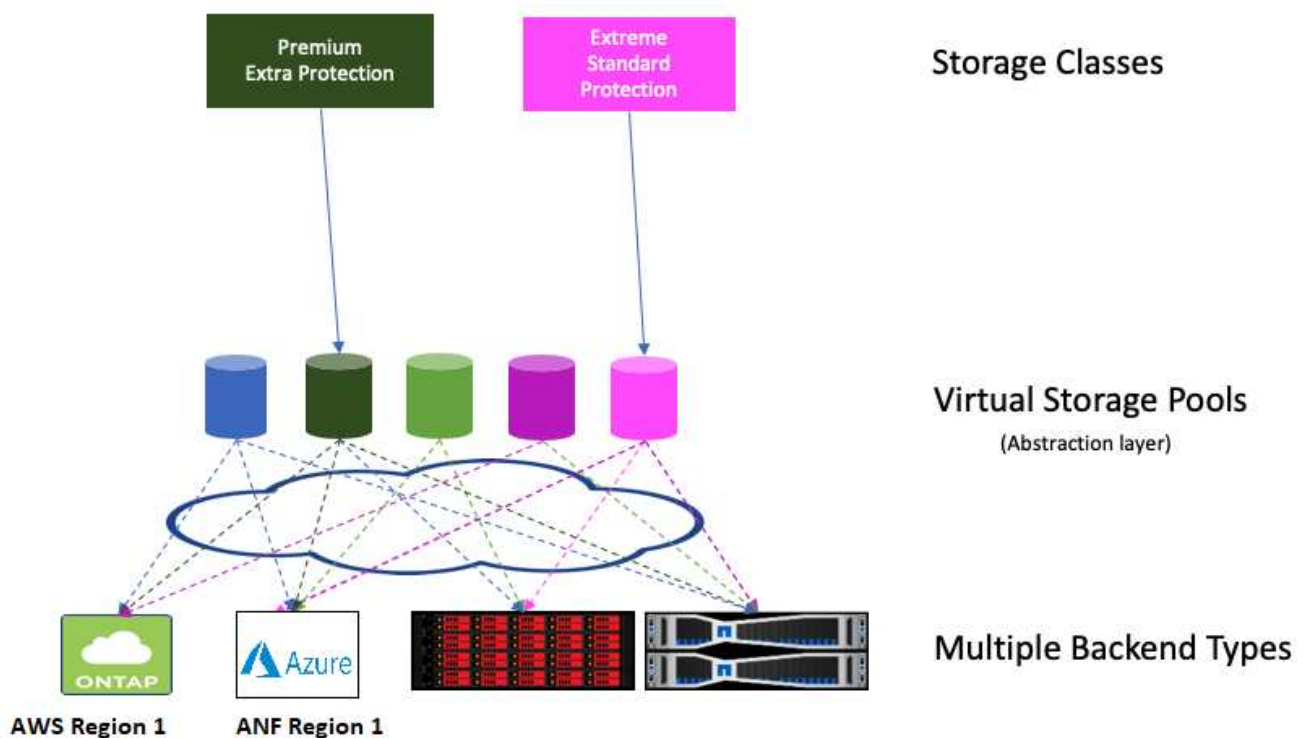 Premium
Extra Protection
Extreme
Standard
Protection
Storage Classes
Virtual Storage Pools
(Abstraction layer)
ONTAP
Azure
Multiple Backend Types
AWS Region 1
ANF Region 1